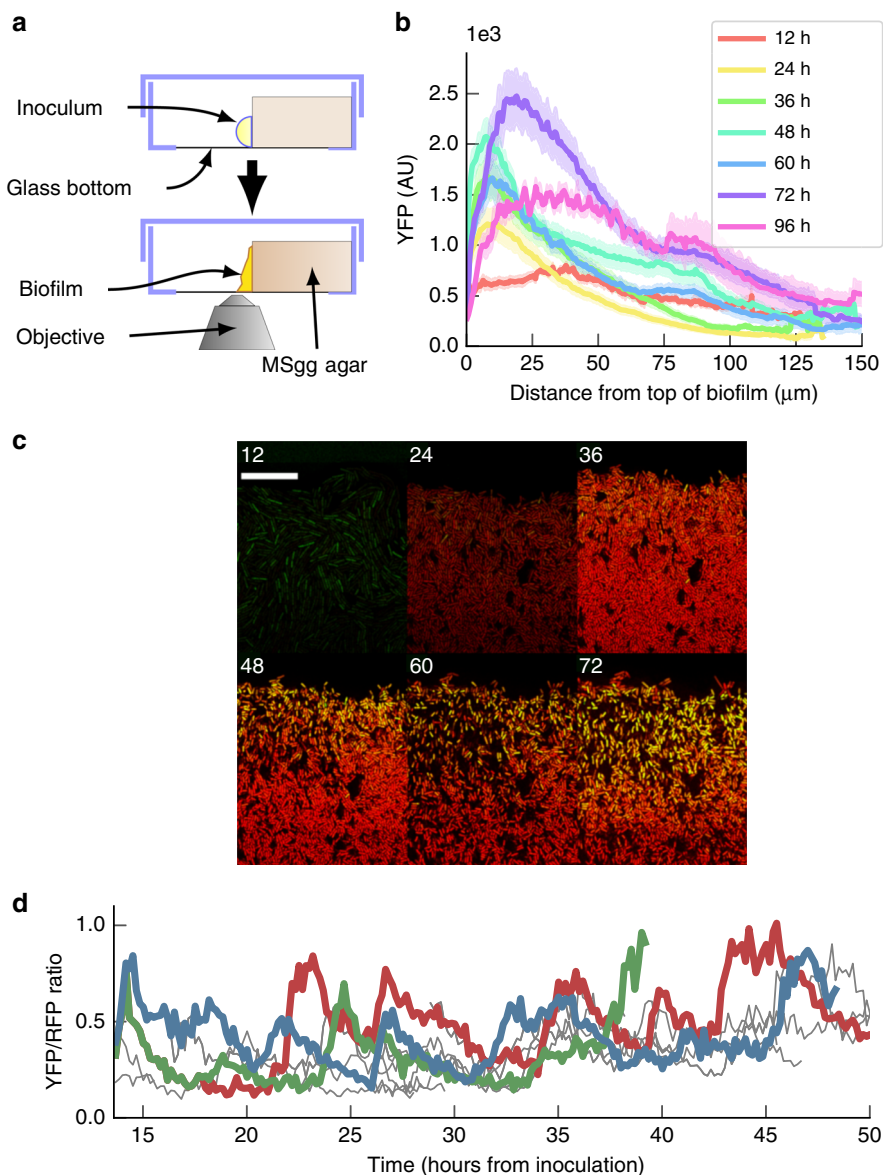 a
Inoculum
Glass bottom
Biofilm
Objective
MSgg agar
b
1e3
YFP (AU)
2.5
2.0
1.5
1.0
0.5
0.0
0 25 50 75 100 125 150
Distance from top of biofilm (μm)
12 h
24 h
36 h
48 h
60 h
72 h
96 h
c
12 24 36
48 60 72
d
YFP/RFP ratio
1.0
0.5
0.0
15 20 25 30 35 40 45 50
Time (hours from inoculation)